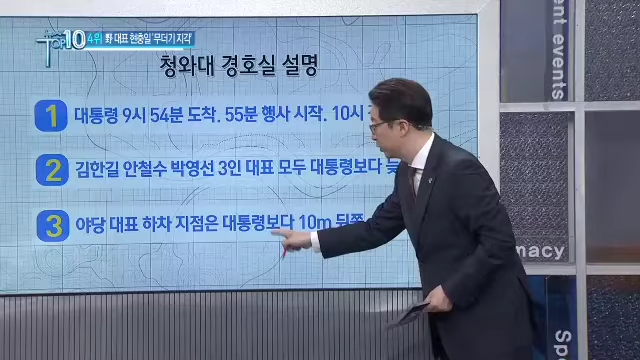 TOP10 4위 野 대표 현충일 '무더기 지각'
청와대 경호실 설명
1 대통령 9시 54분 도착. 55분 행사 시작. 10시
2 김한길 안철수 박영선 3인 대표 모두 대통령보다 늦
3 야당 대표 하차 지점은 대통령보다 10m 뒤쪽
ent events
macy